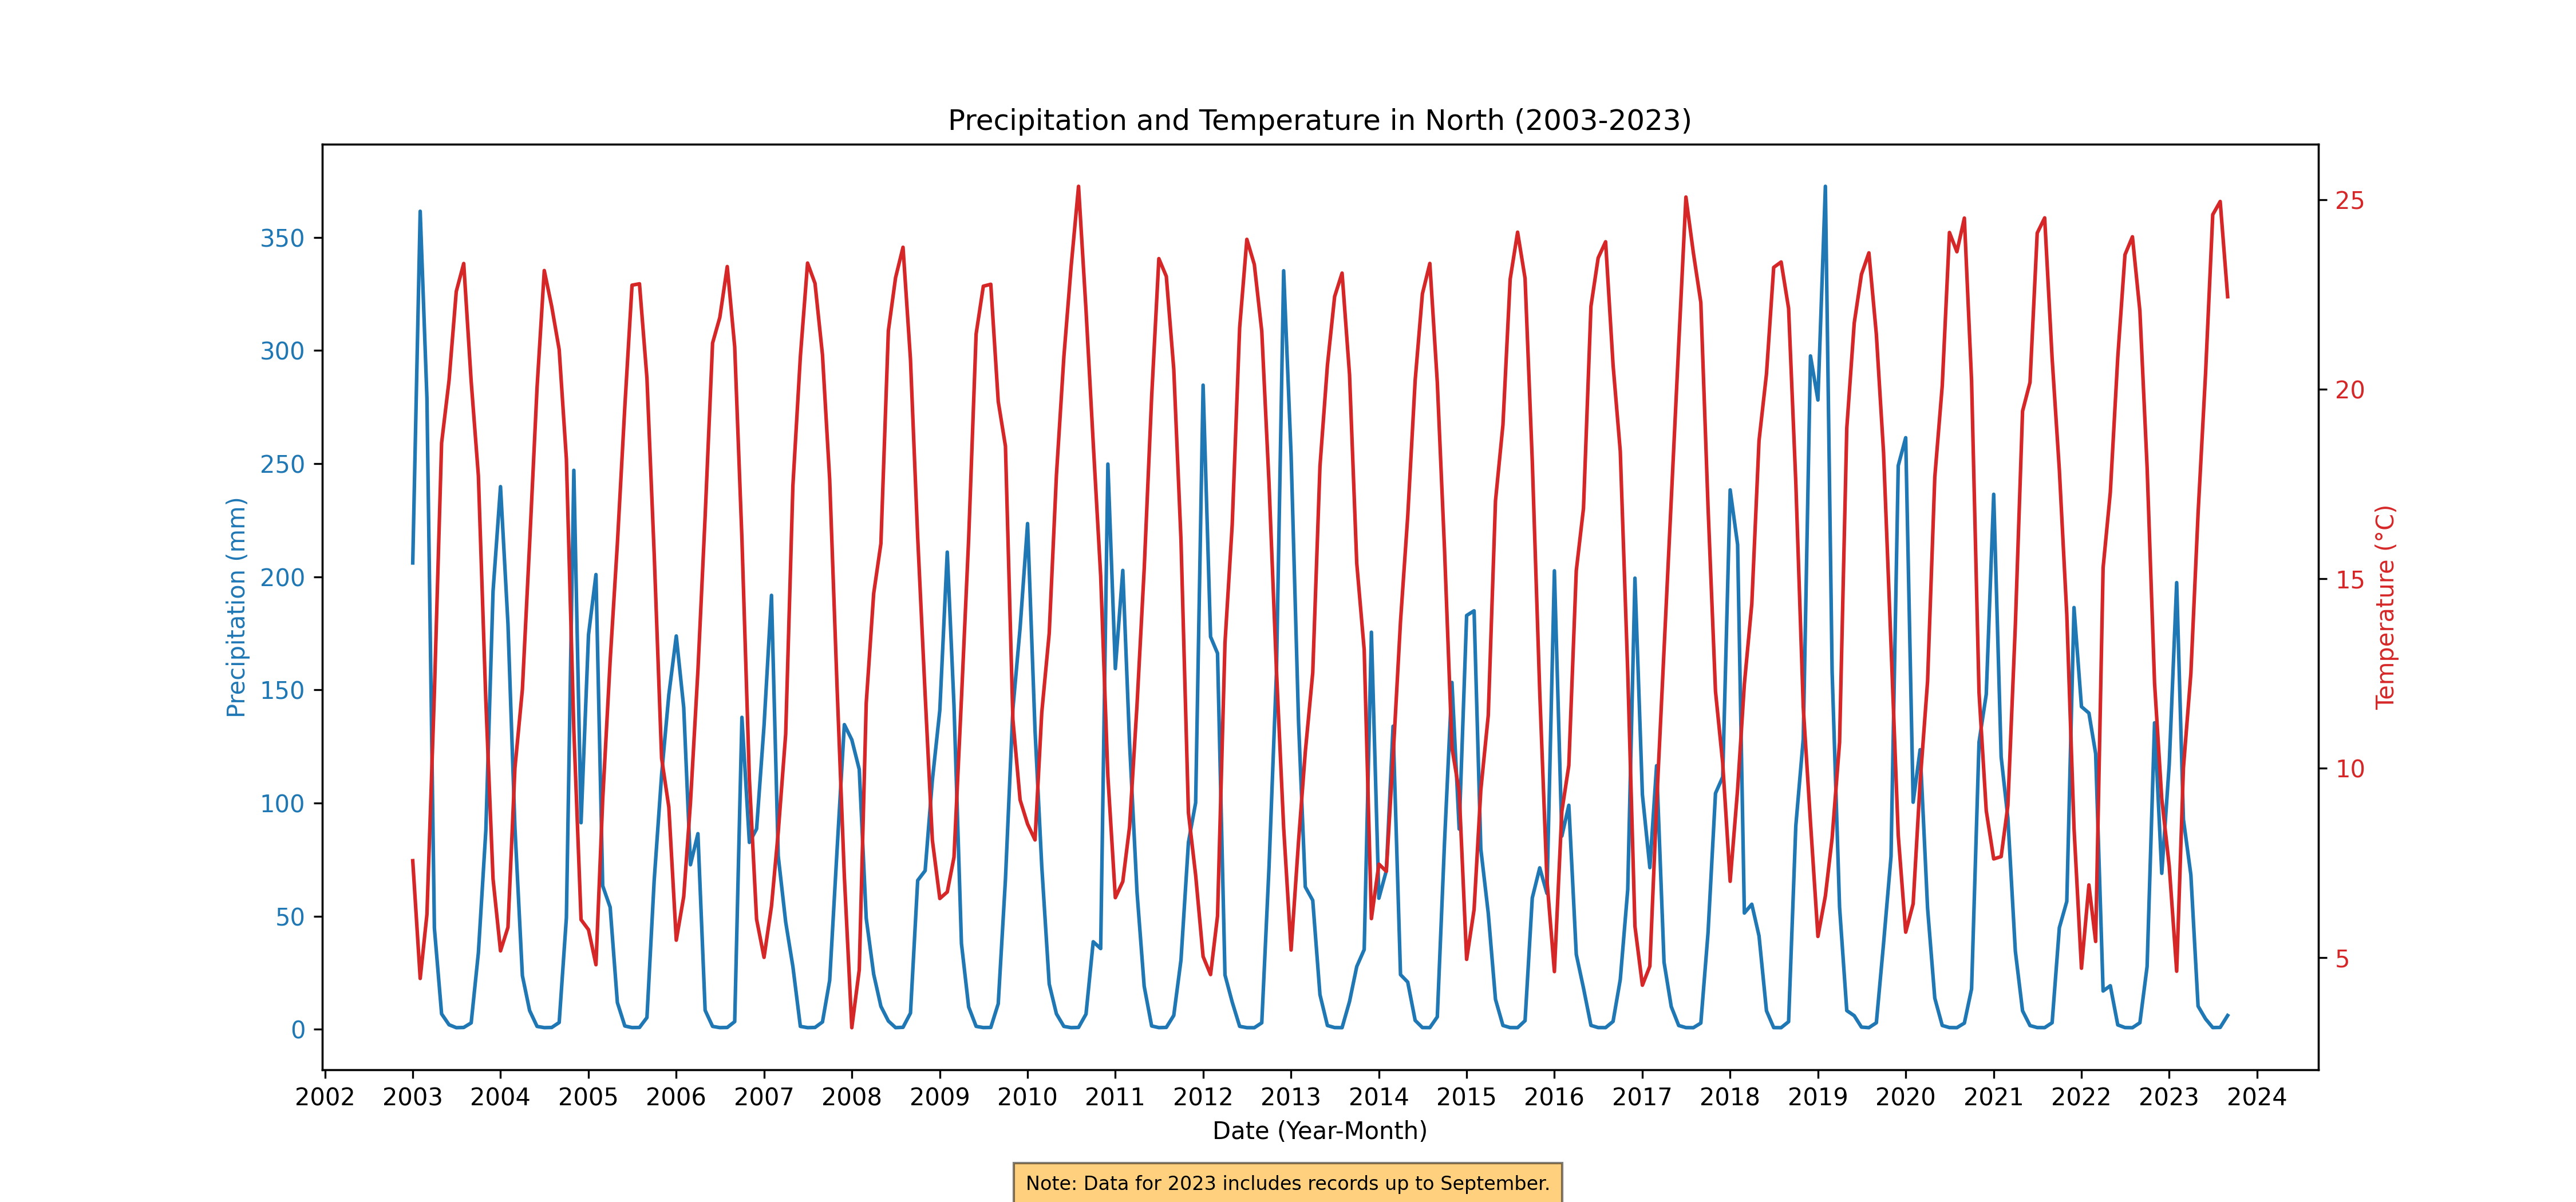 Precipitation and Temperature in North (2003-2023)
350
300
250
200
150
100
50
0
Precipitation (mm)
25
20
15
10
5
Temperature (°C)
2002 2003 2004 2005 2006 2007 2008 2009 2010 2011 2012 2013 2014 2015 2016 2017 2018 2019 2020 2021 2022 2023 2024
Date (Year-Month)
Note: Data for 2023 includes records up to September.